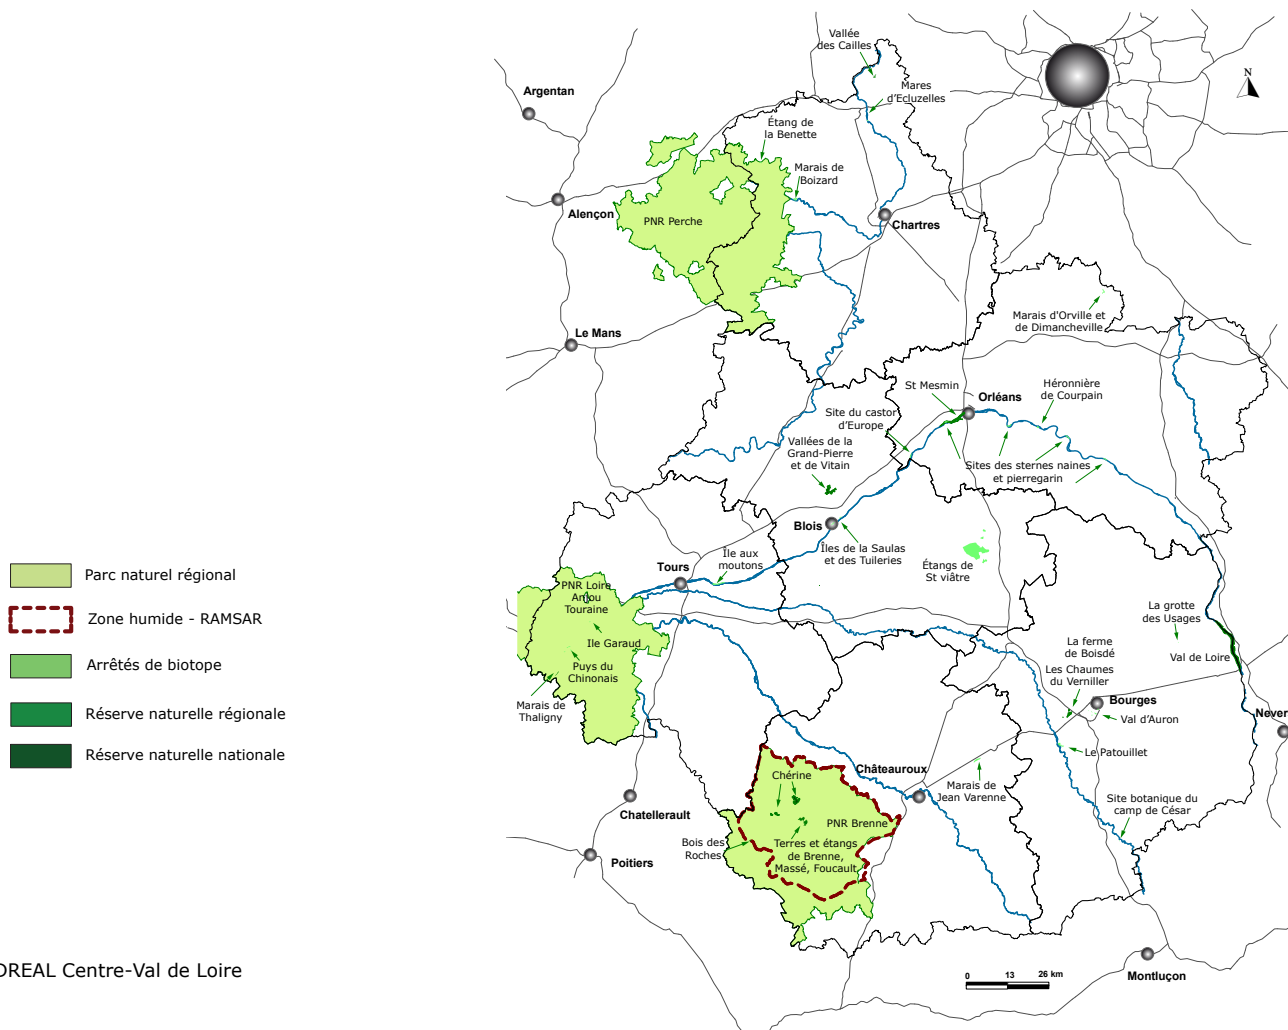 Vallée
des Cailles
Argentan
Mares
d'Ecluzelles
N
Étang de
la Benette
Marais de
Boizard
Alençon
PNR Perche
Chartres
Marais d'Orville et
de Dimancheville
Le Mans
St Mesmin
Orléans
Héronnière
de Courpain
Site du castor
d'Europe
Vallées de la
Grand-Pierre
et de Vitain
Sites des sternes naines
et pierregarin
Blois
Îles de la Saulas
et des Tuileries
Étangs de
St viâtre
Île aux
moutons
Tours
PNR Loire
Anjou
Touraine
Ile Garaud
Puys du
Chinonais
Marais de
Thaligny
La grotte
des Usages
Val de Loire
La ferme
de Boisdé
Les Chaumes
du Verniller
Bourges
Val d'Auron
Never
Le Patouillet
Châteauroux
Marais de
Jean Varenne
Site botanique du
camp de César
Chérine
PNR Brenne
Chatellerault
Bois des
Roches
Terres et étangs
de Brenne,
Massé, Foucault
Poitiers
Montluçon
0 13 26 km
Parc naturel régional
Zone humide - RAMSAR
Arrêtés de biotope
Réserve naturelle régionale
Réserve naturelle nationale
DREAL Centre-Val de Loire